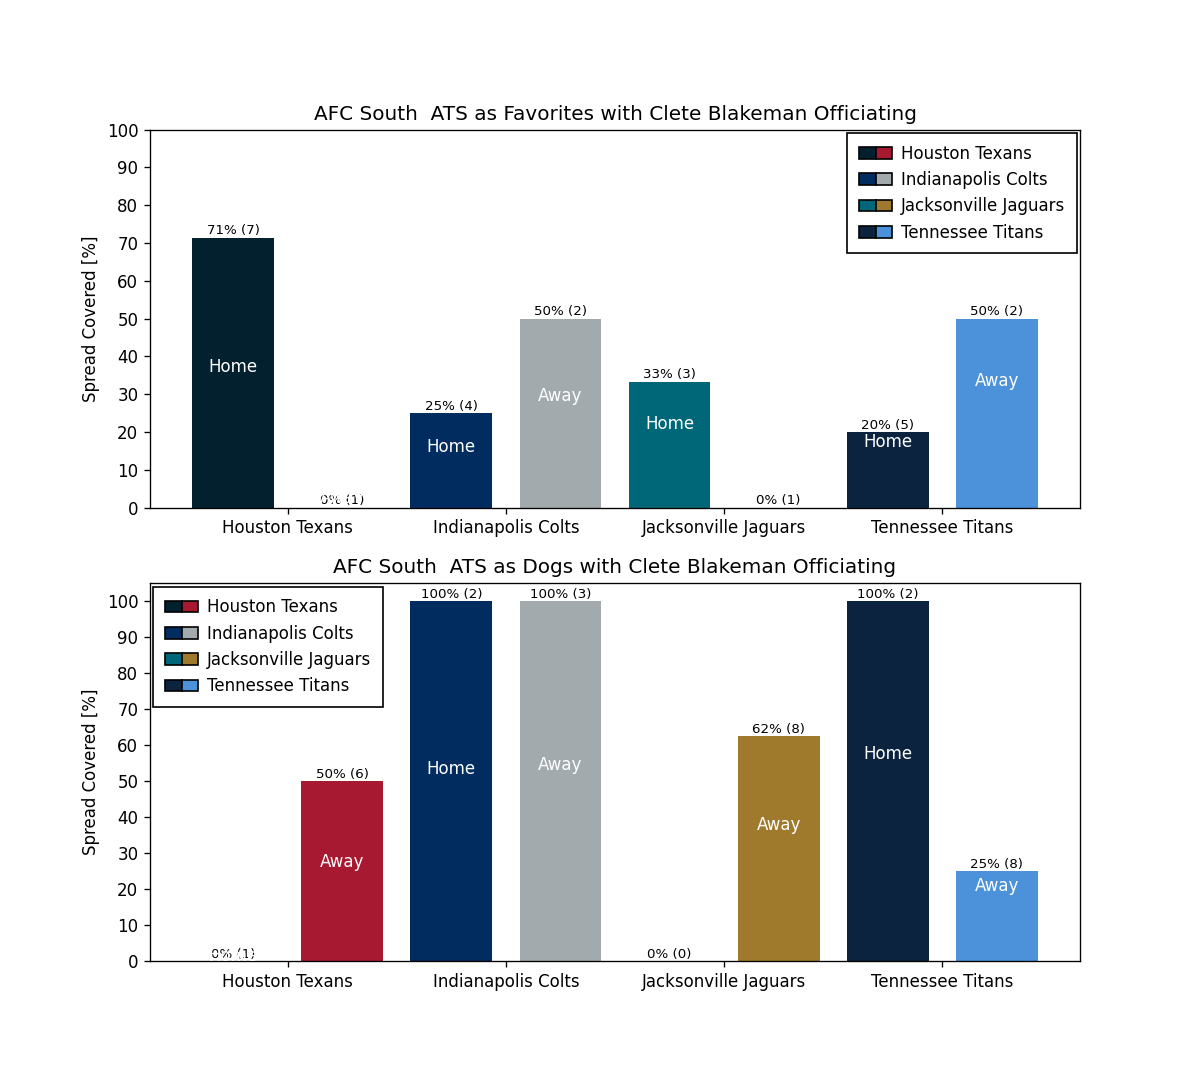 AFC South  ATS as Favorites with Clete Blakeman Officiating
Spread Covered [%]
100
90
80
70
60
50
40
30
20
10
0
Houston Texans
Indianapolis Colts
Jacksonville Jaguars
Tennessee Titans
71% (7)
Home
0% (1)
25% (4)
Home
50% (2)
Away
33% (3)
Home
0% (1)
20% (5)
Home
50% (2)
Away
Houston Texans
Indianapolis Colts
Jacksonville Jaguars
Tennessee Titans
AFC South  ATS as Dogs with Clete Blakeman Officiating
Spread Covered [%]
100
90
80
70
60
50
40
30
20
10
0
Houston Texans
Indianapolis Colts
Jacksonville Jaguars
Tennessee Titans
0% (1)
50% (6)
Away
100% (2)
Home
100% (3)
Away
0% (0)
62% (8)
Away
100% (2)
Home
25% (8)
Away
Houston Texans
Indianapolis Colts
Jacksonville Jaguars
Tennessee Titans